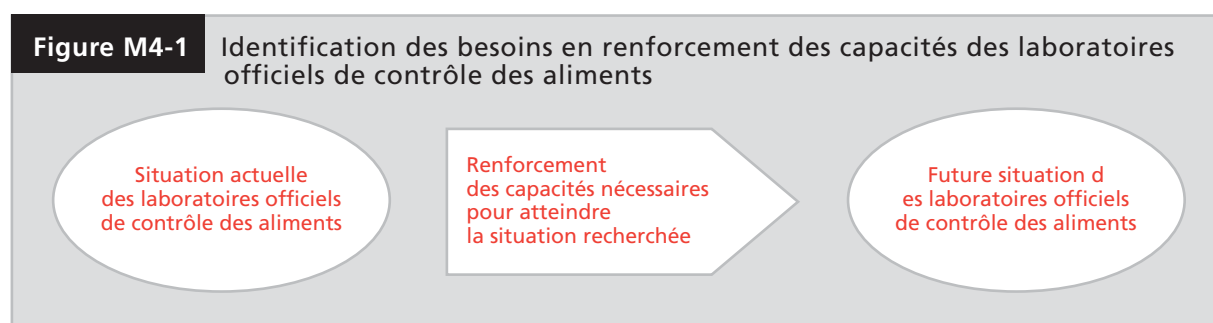 Figure M4-1
Identification des besoins en renforcement des capacités des laboratoires
officiels de contrôle des aliments
Situation actuelle
des laboratoires officiels
de contrôle des aliments
Renforcement
des capacités nécessaires
pour atteindre
la situation recherchée
Future situation d
es laboratoires officiels
de contrôle des aliments